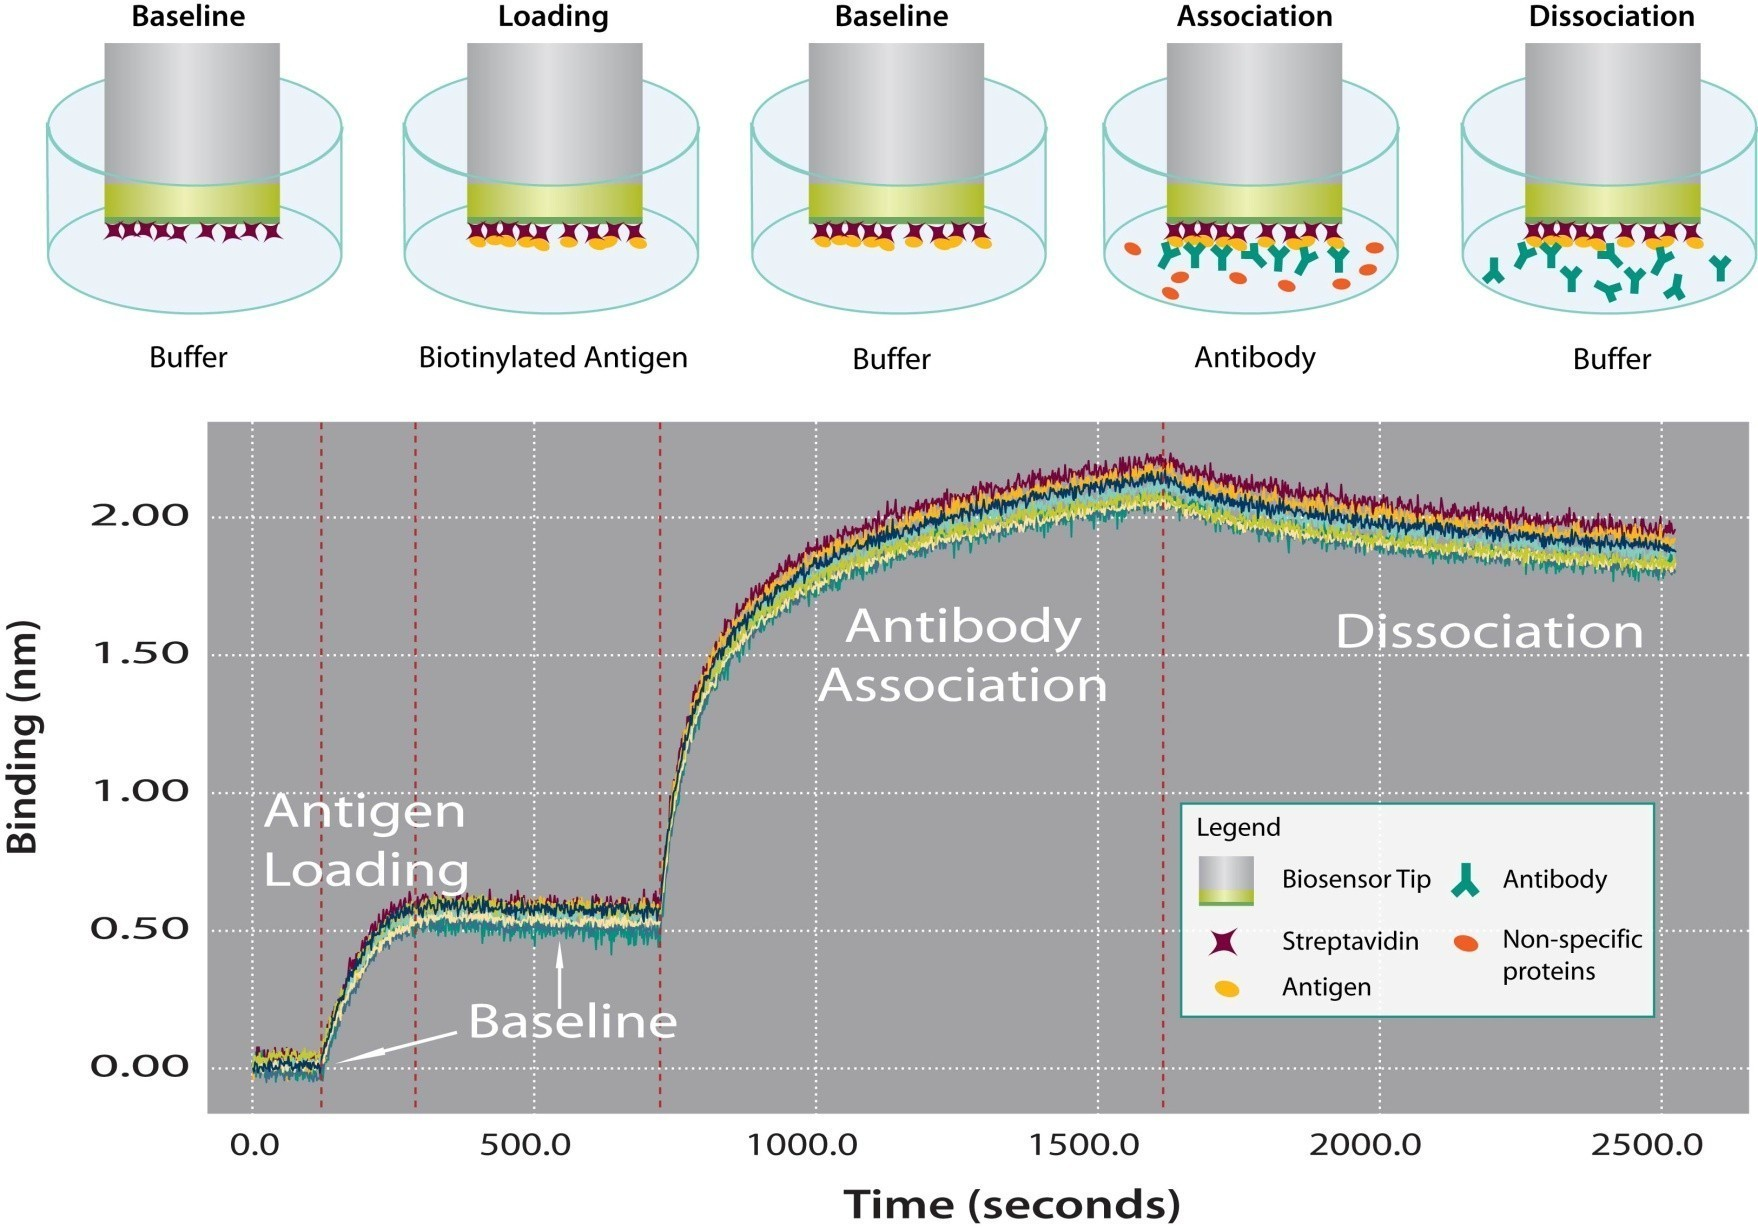 Baseline
Loading
Baseline
Association
Dissociation
Buffer
Biotinylated Antigen
Buffer
Antibody
Buffer
Binding (nm)
2.00
1.50
1.00
0.50
0.00
Antigen
Loading
Baseline
Antibody
Association
Dissociation
Legend
Biosensor Tip
Antibody
Streptavidin
Non-specific
proteins
Antigen
0.0
500.0
1000.0
1500.0
2000.0
2500.0
Time (seconds)